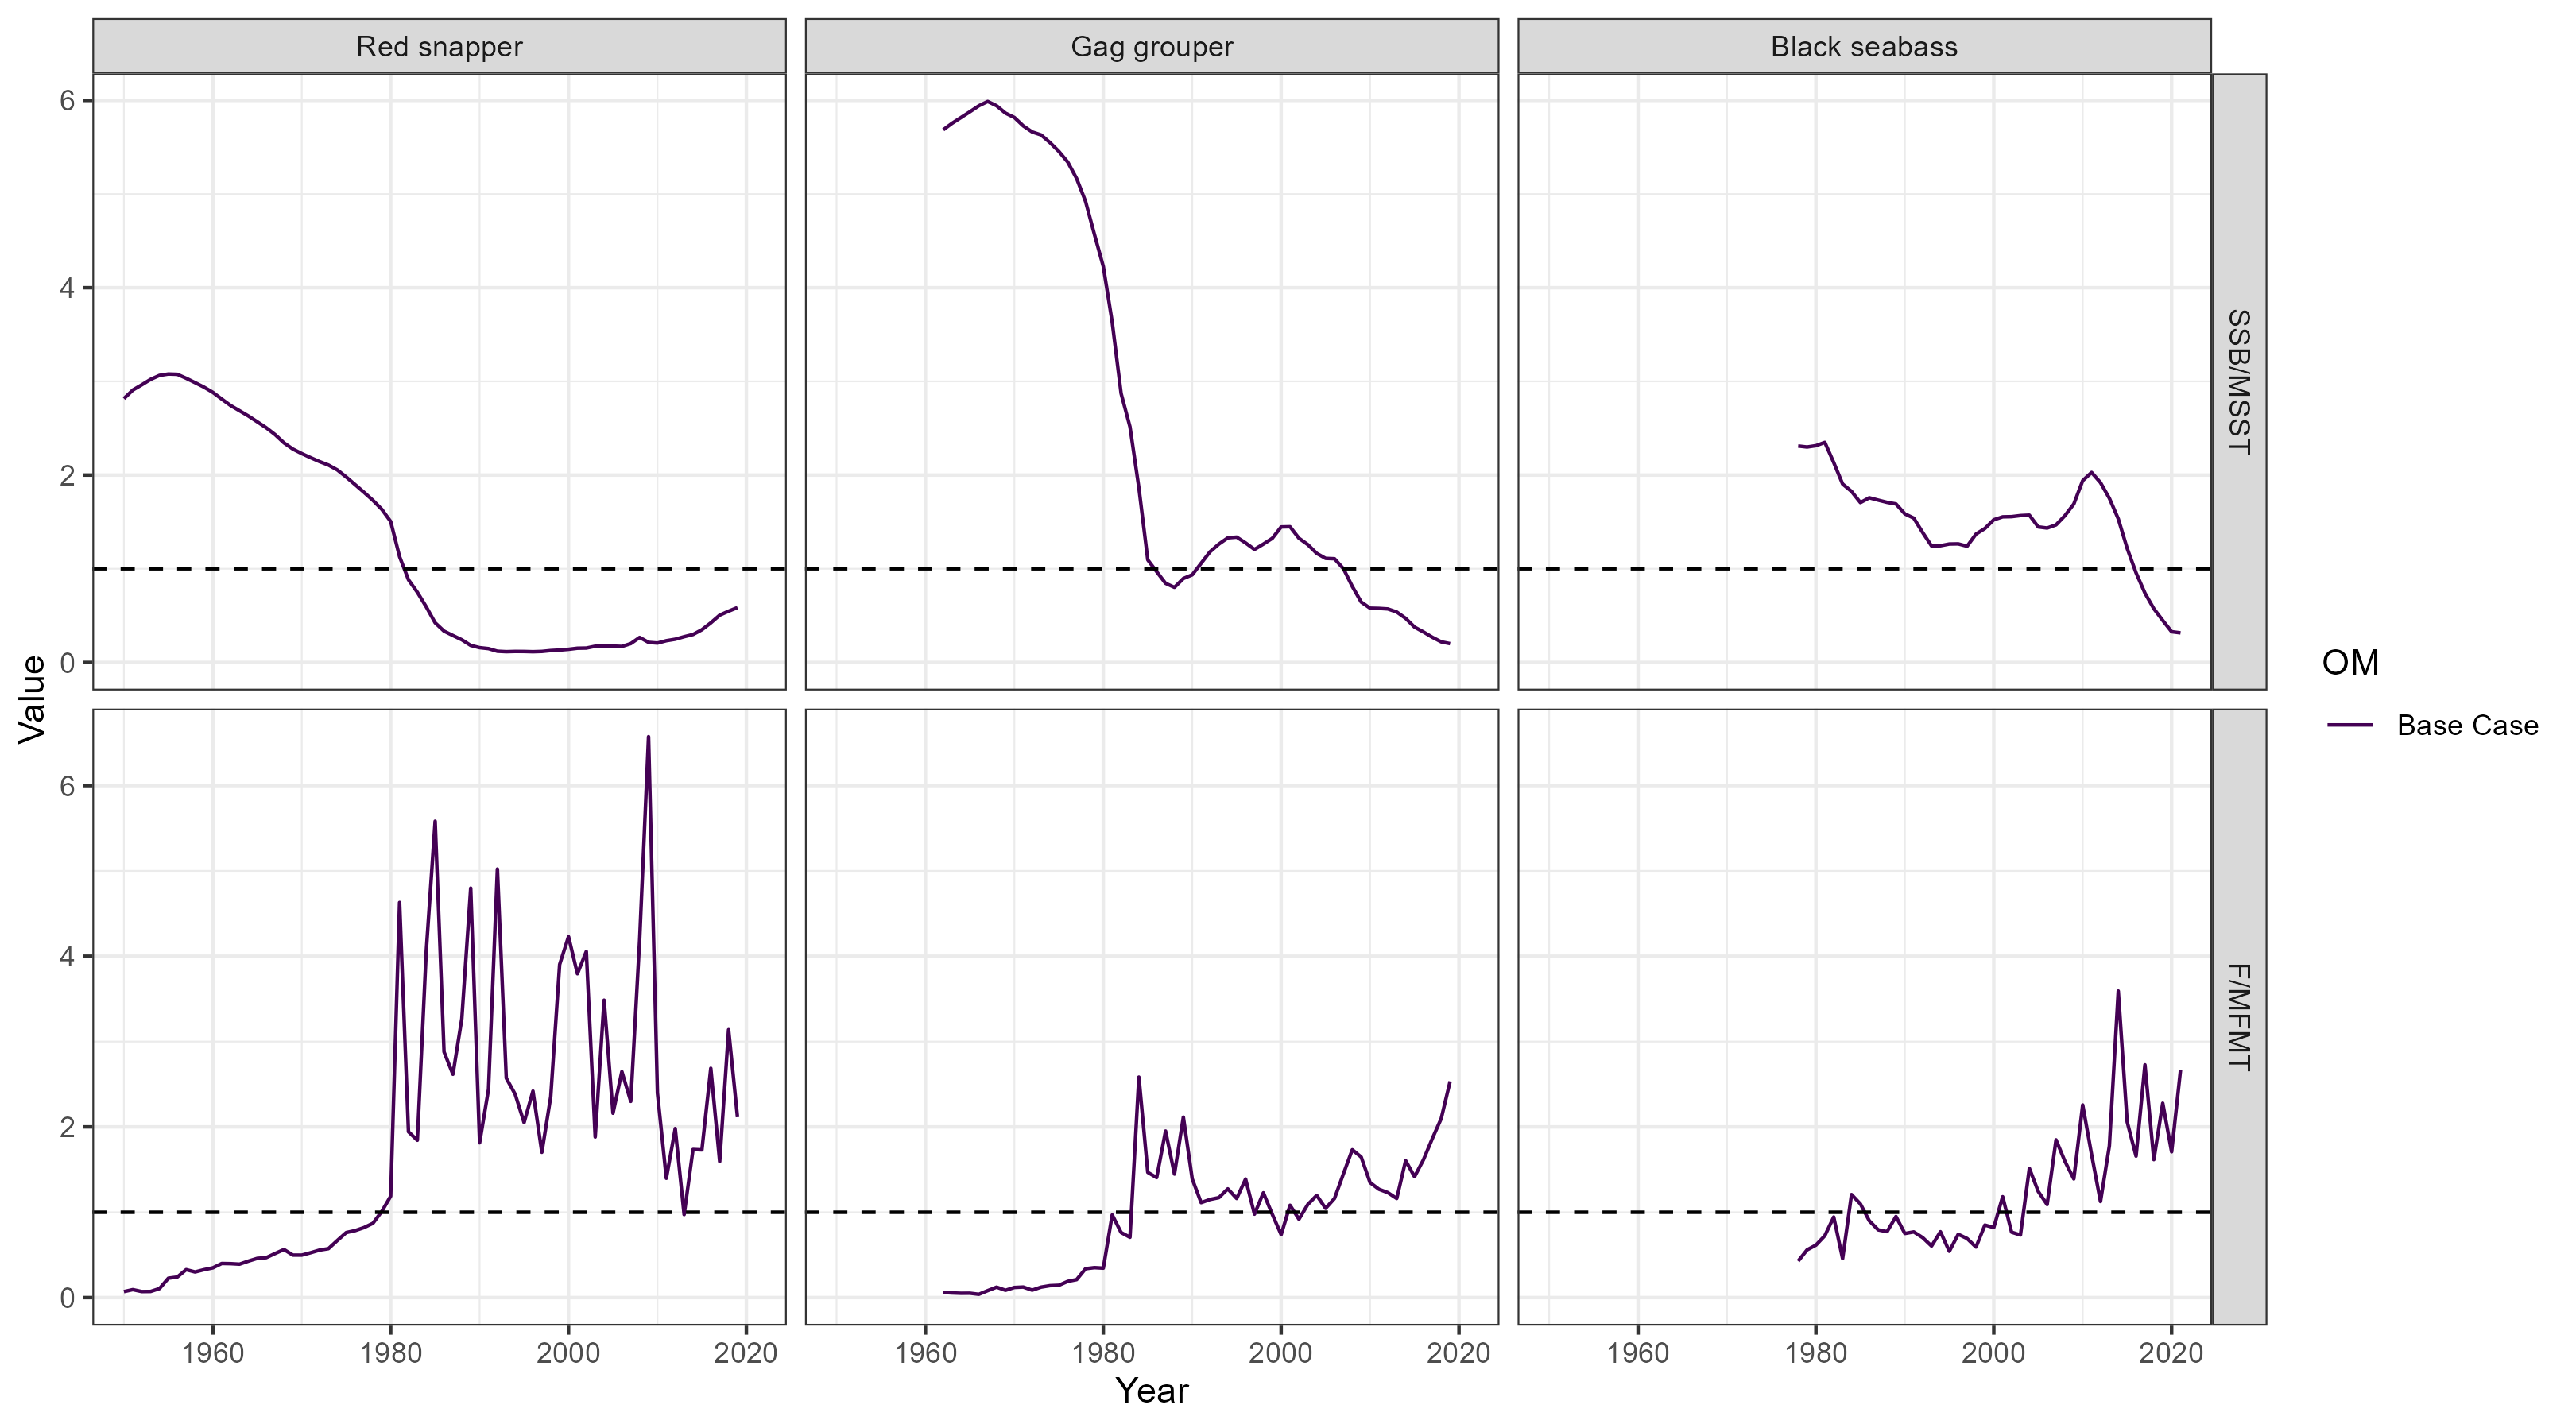 Red snapper Gag grouper Black seabass
6
4
2
0
SSB/MSST
Value
6
4
2
0
F/MFMT
1960 1980 2000 2020 1960 1980 2000 2020 1960 1980 2000 2020
Year
OM
Base Case